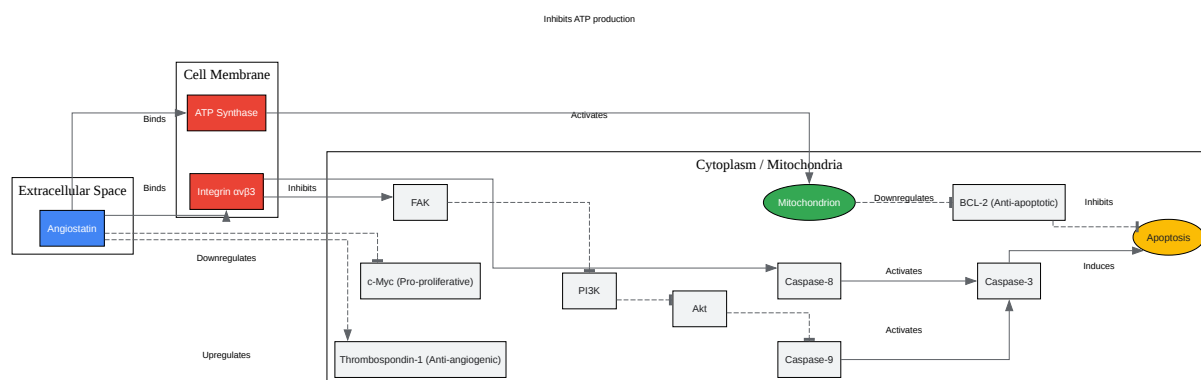 Inhibits ATP production
Cell Membrane
ATP Synthase
Binds
Activates
Cytoplasm / Mitochondria
Extracellular Space
Binds
Integrin αvβ3
Inhibits
FAK
Mitochondrion
Downregulates
BCL-2 (Anti-apoptotic)
Inhibits
Angiostatin
Apoptosis
Downregulates
c-Myc (Pro-proliferative)
PI3K
Akt
Caspase-8
Activates
Caspase-3
Induces
Upregulates
Thrombospondin-1 (Anti-angiogenic)
Caspase-9
Activates